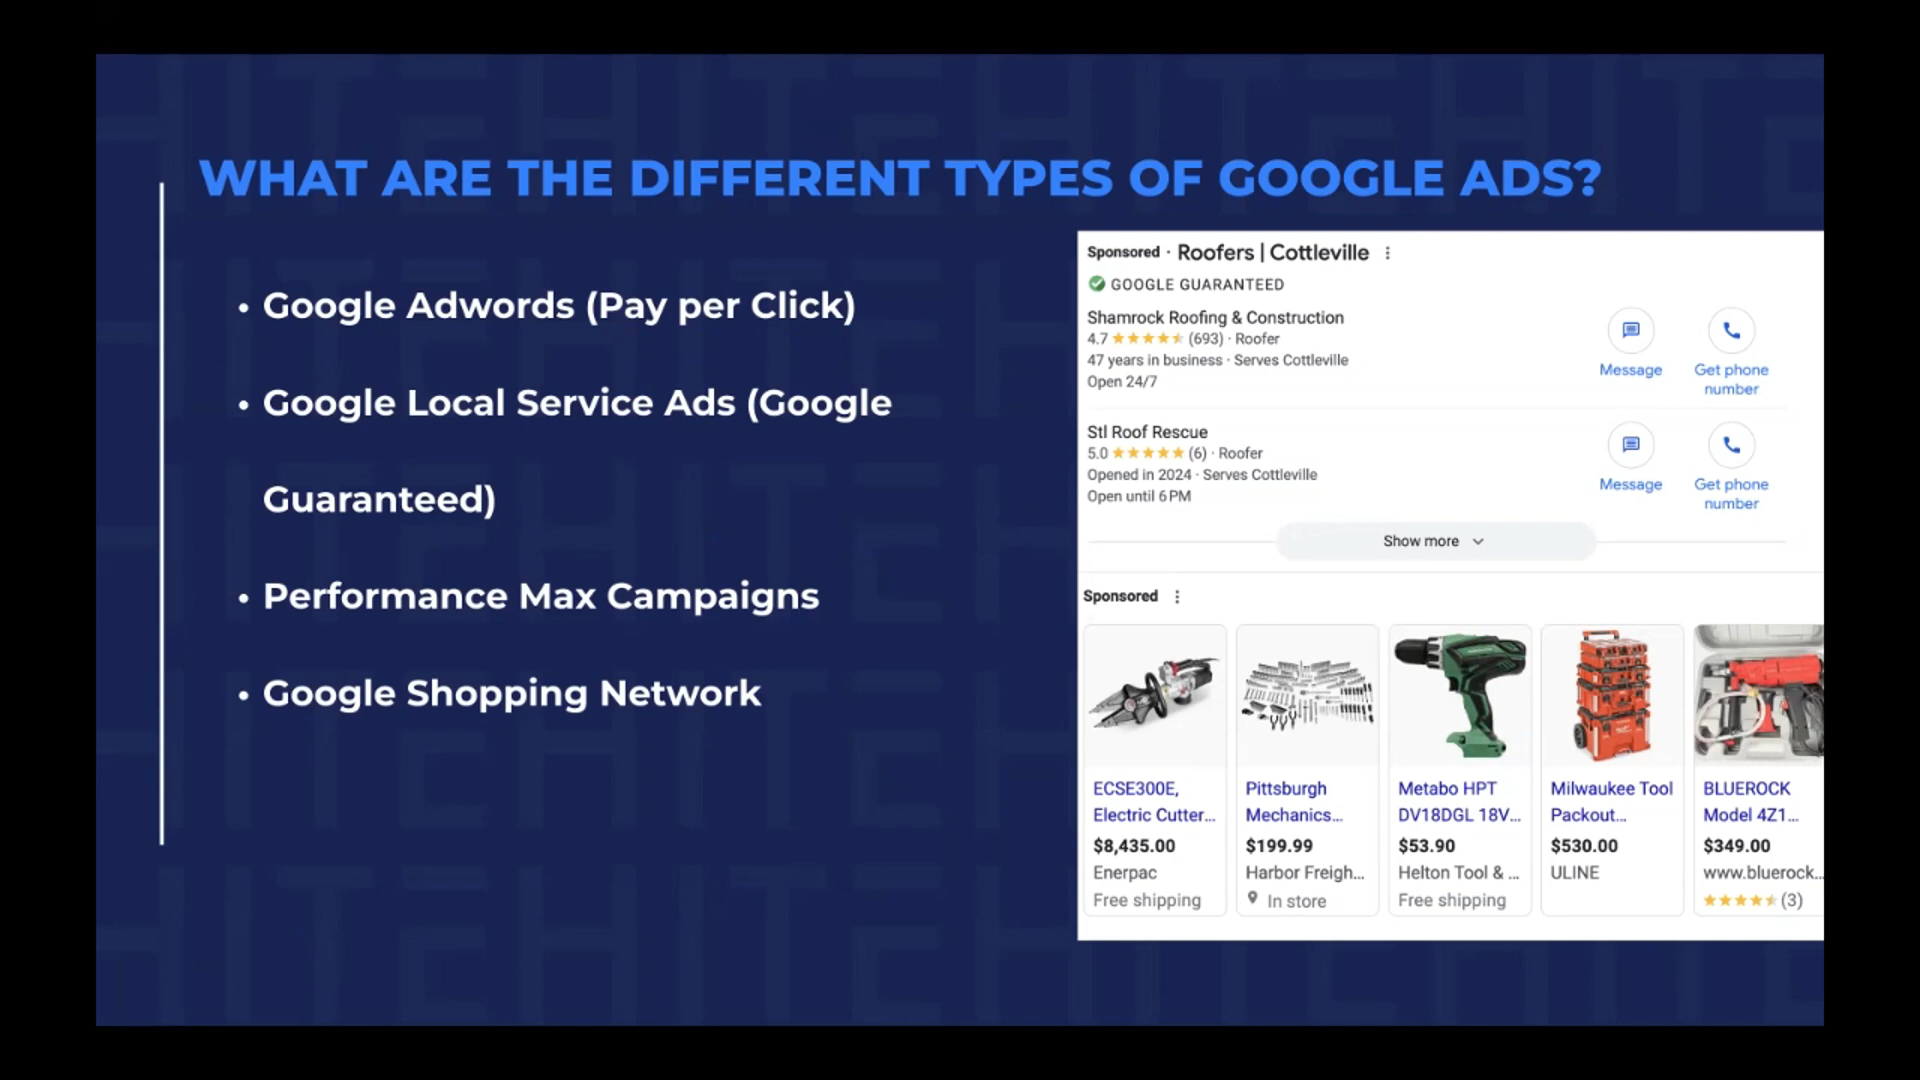 WHAT ARE THE DIFFERENT TYPES OF GOOGLE ADS?
• Google Adwords (Pay per Click)
• Google Local Service Ads (Google
Guaranteed)
• Performance Max Campaigns
• Google Shopping Network
Sponsored · Roofers | Cottleville
GOOGLE GUARANTEED
Shamrock Roofing & Construction
4.7 (693) · Roofer
47 years in business · Serves Cottleville
Open 24/7
Message
Get phone
number
Stl Roof Rescue
5.0 (6) · Roofer
Opened in 2024 · Serves Cottleville
Open until 6 PM
Message
Get phone
number
Show more
Sponsored
ECSE300E,
Electric Cutter...
$8,435.00
Enerpac
Free shipping
Pittsburgh
Mechanics...
$199.99
Harbor Freigh...
In store
Metabo HPT
DV18DGL 18V...
$53.90
Helton Tool & ...
Free shipping
Milwaukee Tool
Packout...
$530.00
ULINE
BLUEROCK
Model 4Z1...
$349.00
www.bluerock...
(3)